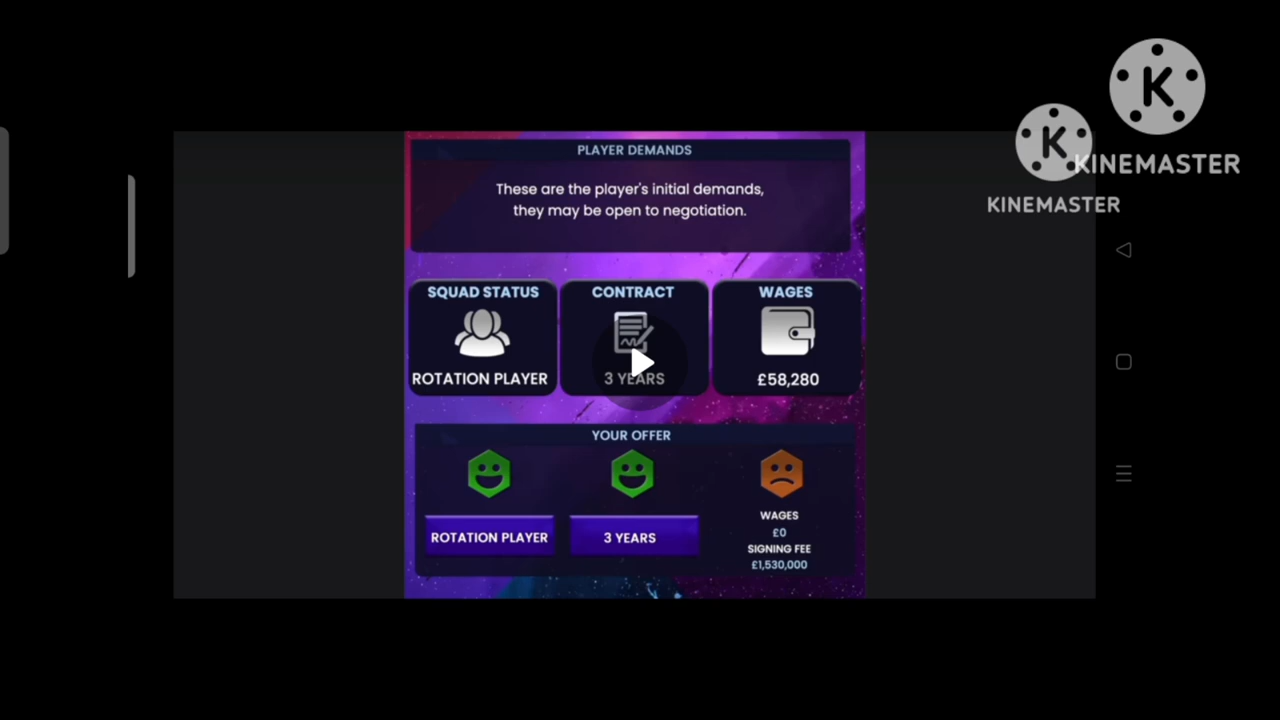 KINEMASTER
KINEMASTER
PLAYER DEMANDS
These are the player's initial demands,
they may be open to negotiation.
SQUAD STATUS
ROTATION PLAYER
CONTRACT
3 YEARS
WAGES
£58,280
YOUR OFFER
ROTATION PLAYER
3 YEARS
WAGES
£0
SIGNING FEE
£1,530,000